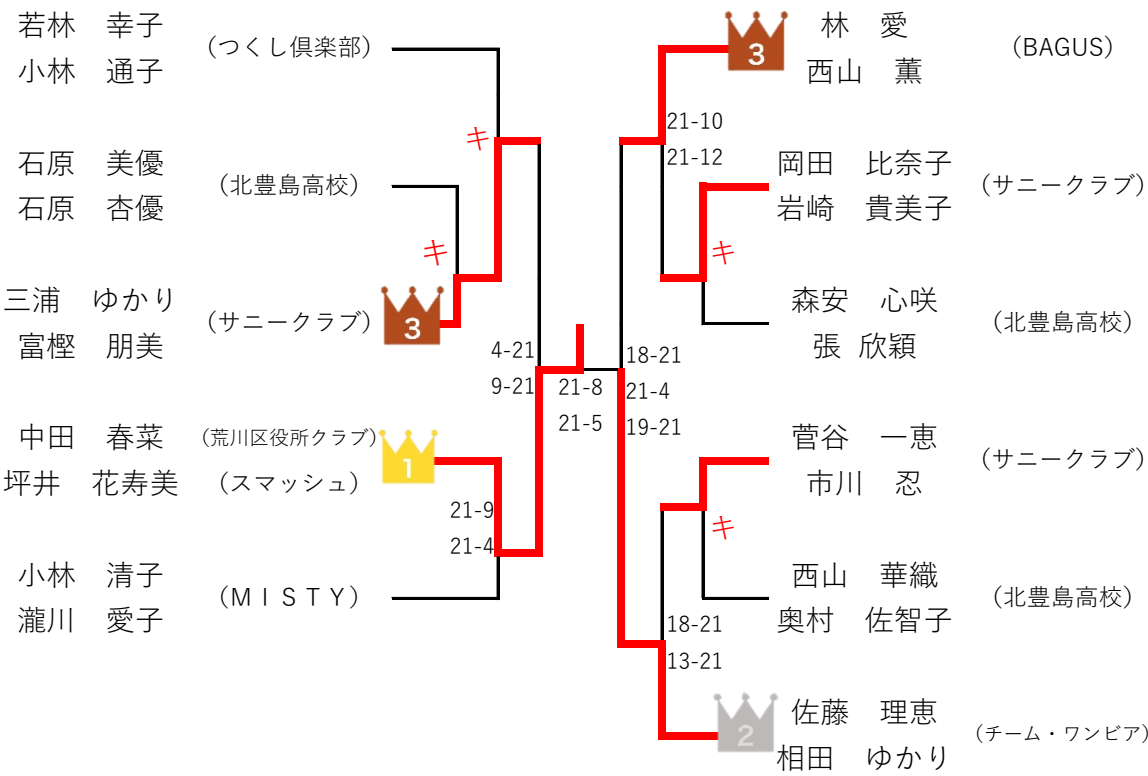 若林　幸子
(つくし倶楽部)
小林　通子
キ
石原　美優
(北豊島高校)
石原　杏優
キ
三浦　ゆかり
(サニークラブ)
3
富樫　朋美
4-21
9-21
中田　春菜
(荒川区役所クラブ)
1
坪井　花寿美
(スマッシュ)
21-9
21-4
小林　清子
(ＭＩＳＴＹ)
瀧川　愛子
21-8
21-5
3
林　愛
(BAGUS)
西山　薫
21-10
21-12
岡田　比奈子
(サニークラブ)
岩崎　貴美子
キ
森安　心咲
(北豊島高校)
張 欣穎
18-21
21-4
19-21
菅谷　一恵
(サニークラブ)
市川　忍
キ
西山　華織
(北豊島高校)
奥村　佐智子
18-21
13-21
2
佐藤　理恵
(チーム・ワンビア)
相田　ゆかり